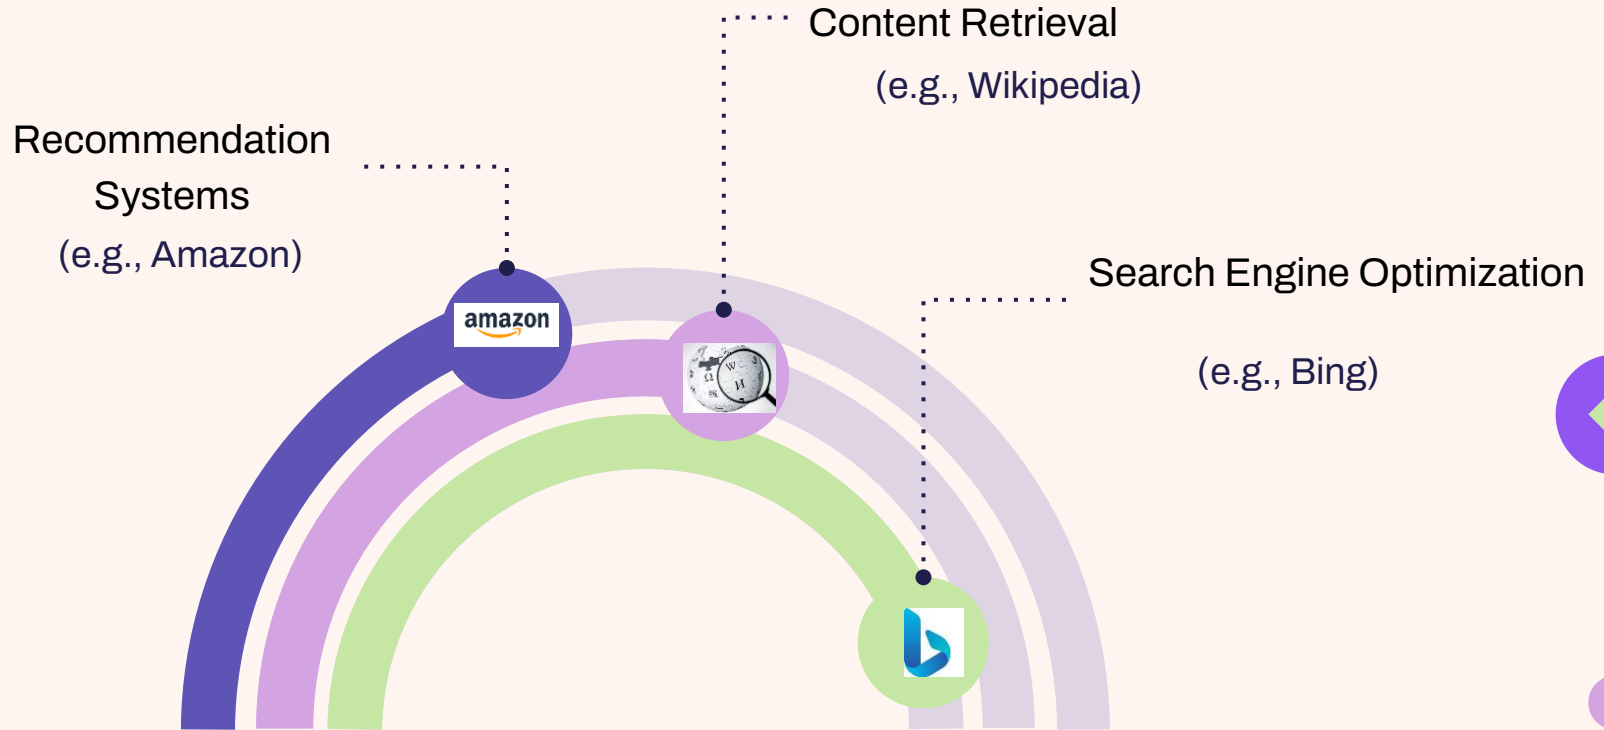 Content Retrieval
(e.g., Wikipedia)
Recommendation
Systems
(e.g., Amazon)
Search Engine Optimization
(e.g., Bing)
amazon
W
Ω
И